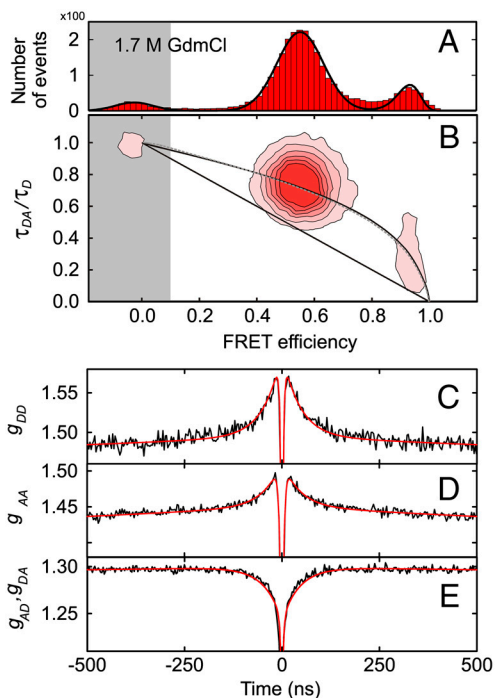 x100
1.7 M GdmCl
A
Number
of events
2
1
0
B
τDA/τD
1.0
0.8
0.6
0.4
0.2
0.0
0.0 0.2 0.4 0.6 0.8 1.0
FRET efficiency
C
gDD
1.55
1.50
D
g AA
1.50
1.45
E
gAD, gDA
1.30
1.25
-500 -250 0 250 500
Time (ns)